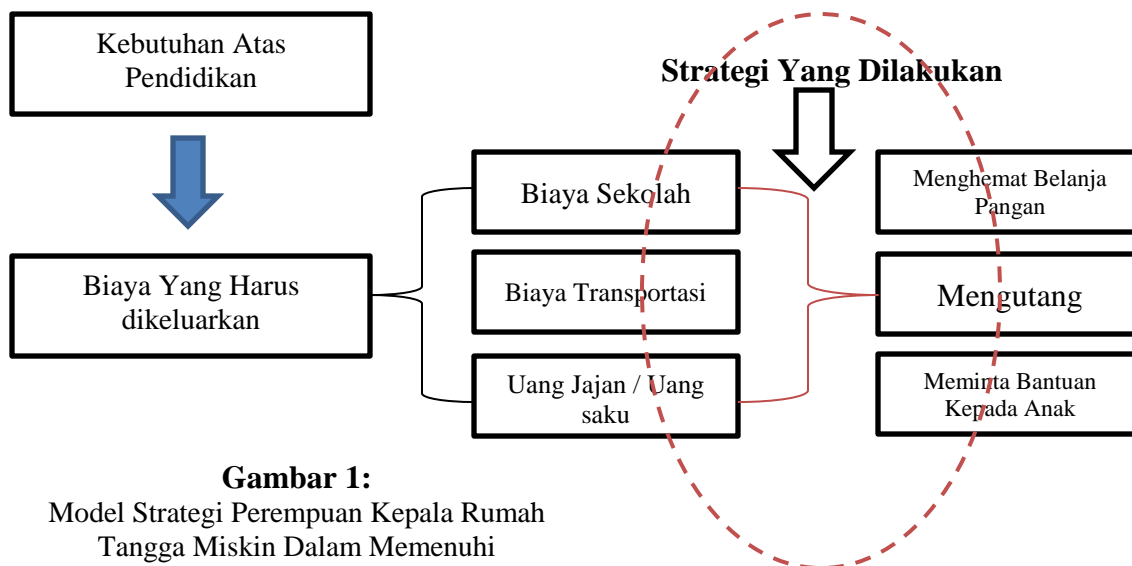 Kebutuhan Atas
Pendidikan
Strategi Yang Dilakukan
Biaya Yang Harus
dikeluarkan
Biaya Sekolah
Biaya Transportasi
Uang Jajan / Uang
saku
Menghemat Belanja
Pangan
Mengutang
Meminta Bantuan
Kepada Anak
Gambar 1:
Model Strategi Perempuan Kepala Rumah
Tangga Miskin Dalam Memenuhi